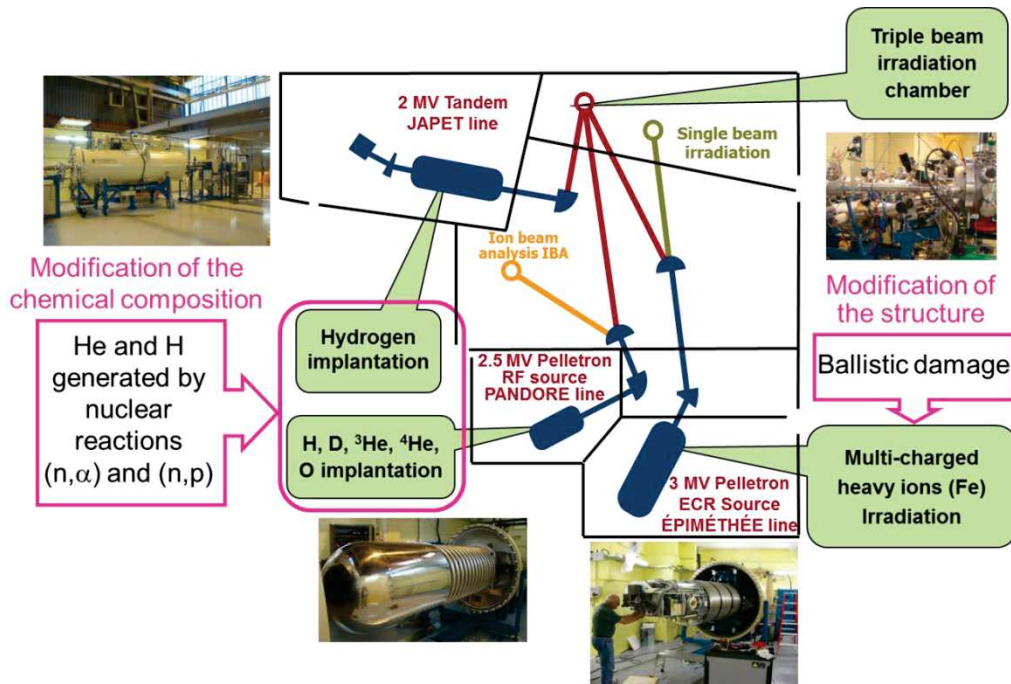 Triple beam
irradiation
chamber
2 MV Tandem
JAPET line
Single beam
irradiation
Ion beam
analysis IBA
Modification of the
chemical composition
He and H
generated by
nuclear
reactions
(n,α) and (n,p)
Hydrogen
implantation
H, D, ³He, ⁴He,
O implantation
2.5 MV Pelletron
RF source
PANDORE line
3 MV Pelletron
ECR Source
ÉPIMÉTHÉE line
Modification of
the structure
Ballistic damage
Multi-charged
heavy ions (Fe)
Irradiation